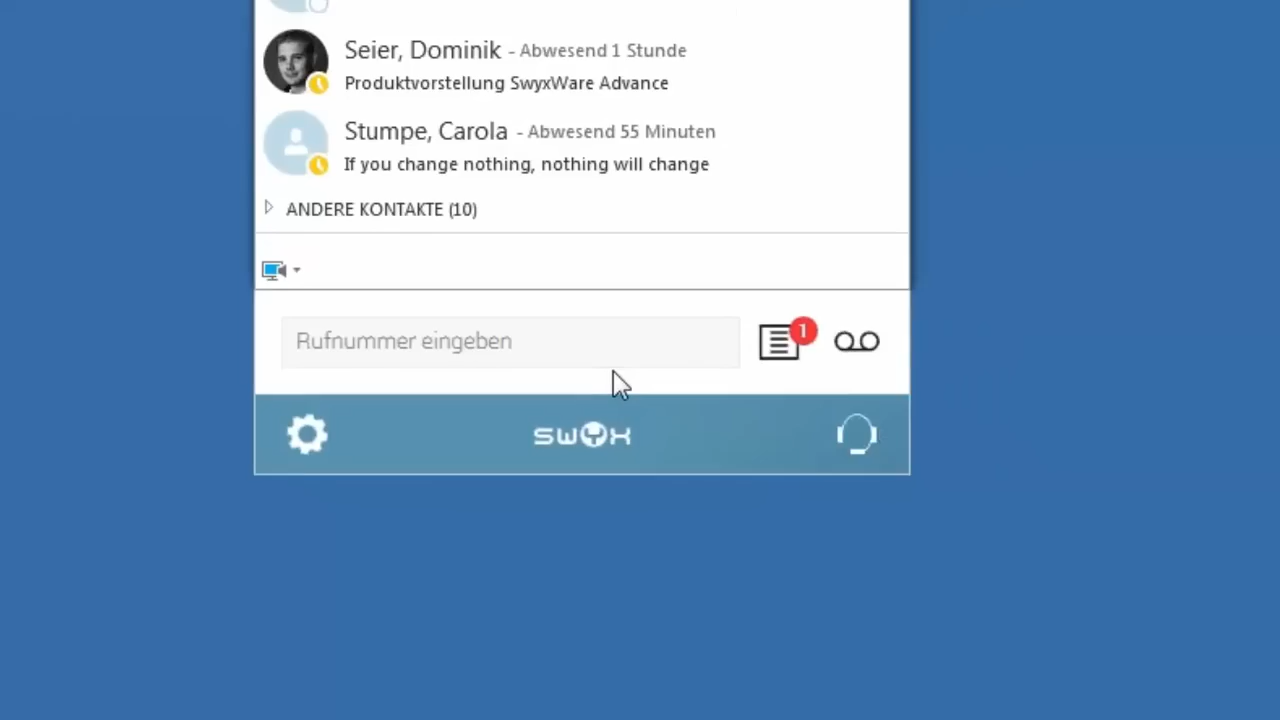 Seier, Dominik - Abwesend 1 Stunde
Produktvorstellung SwyxWare Advance
Stumpe, Carola - Abwesend 55 Minuten
If you change nothing, nothing will change
ANDERE KONTAKTE (10)
Rufnummer eingeben
1
swyx